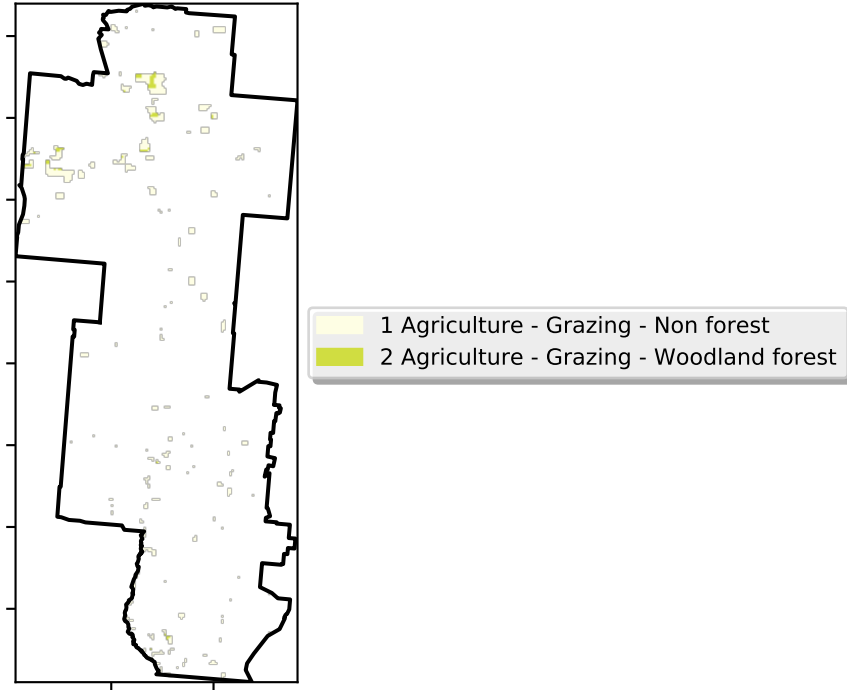 1 Agriculture - Grazing - Non forest
2 Agriculture - Grazing - Woodland forest